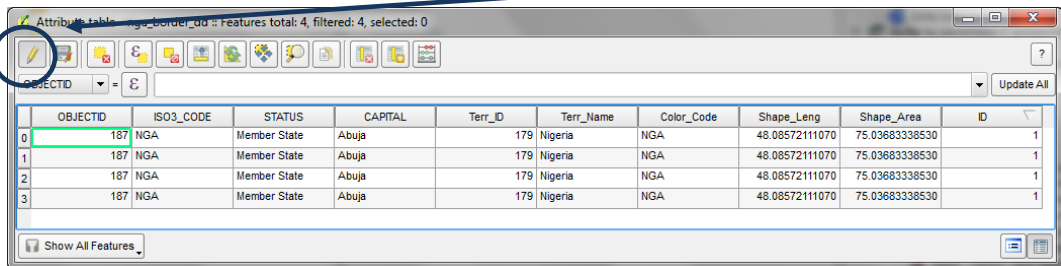 Attribute table - nga_border_dd :: Features total: 4, filtered: 4, selected: 0
?
OBJECTID = ε Update All
OBJECTID ISO3_CODE STATUS CAPITAL Terr_ID Terr_Name Color_Code Shape_Leng Shape_Area ID
0 187 NGA Member State Abuja 179 Nigeria NGA 48.08572111070 75.03683338530 1
1 187 NGA Member State Abuja 179 Nigeria NGA 48.08572111070 75.03683338530 1
2 187 NGA Member State Abuja 179 Nigeria NGA 48.08572111070 75.03683338530 1
3 187 NGA Member State Abuja 179 Nigeria NGA 48.08572111070 75.03683338530 1
Show All Features